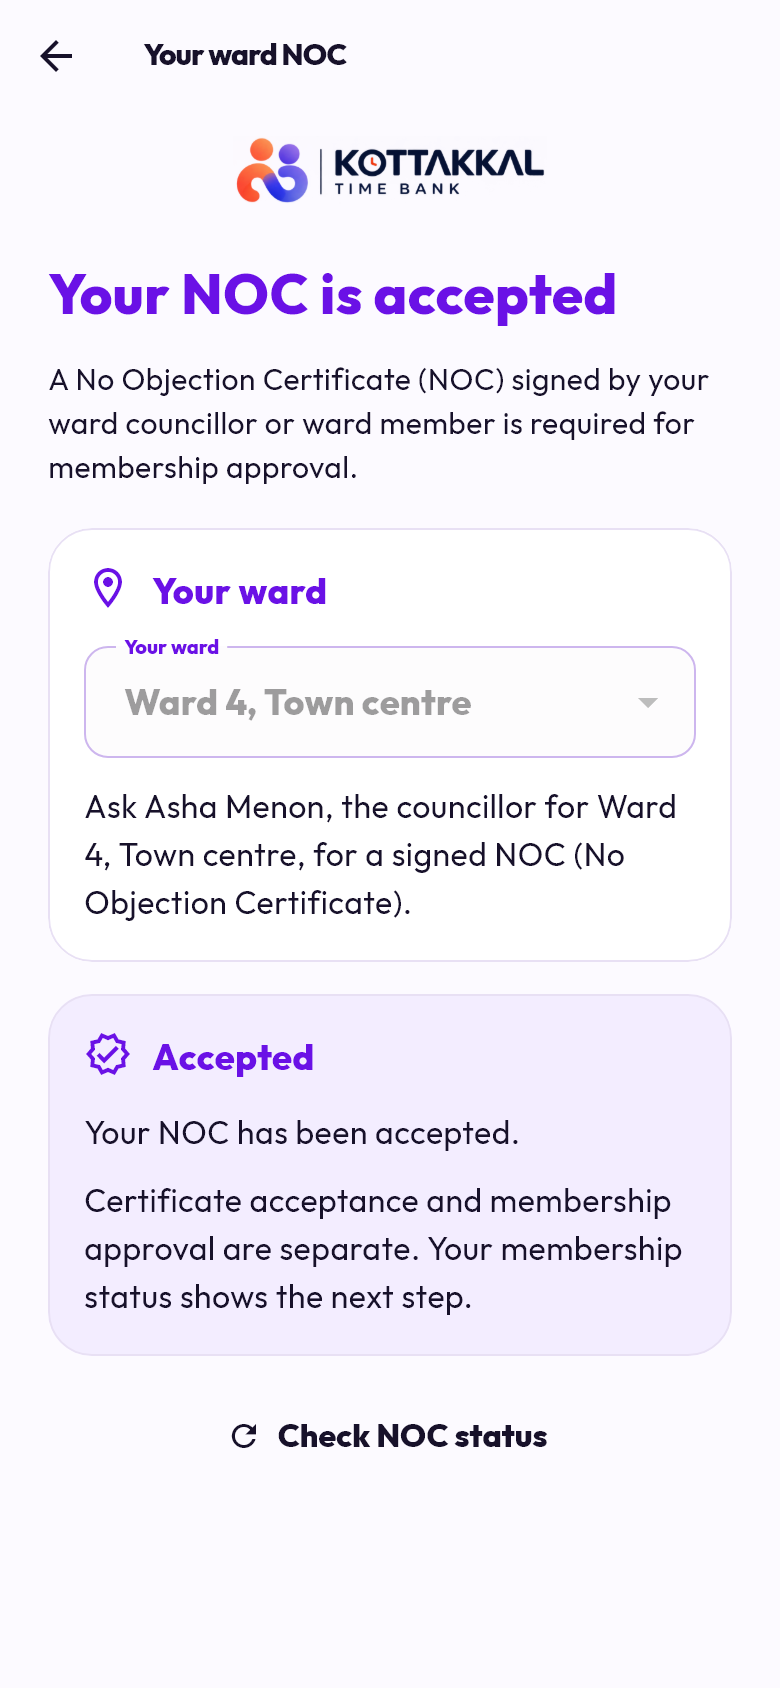 Your ward NOC
KOTTAKKAL
TIME BANK
Your NOC is accepted
A No Objection Certificate (NOC) signed by your
ward councillor or ward member is required for
membership approval.
Your ward
Your ward
Ward 4, Town centre
Ask Asha Menon, the councillor for Ward
4, Town centre, for a signed NOC (No
Objection Certificate).
Accepted
Your NOC has been accepted.
Certificate acceptance and membership
approval are separate. Your membership
status shows the next step.
Check NOC status